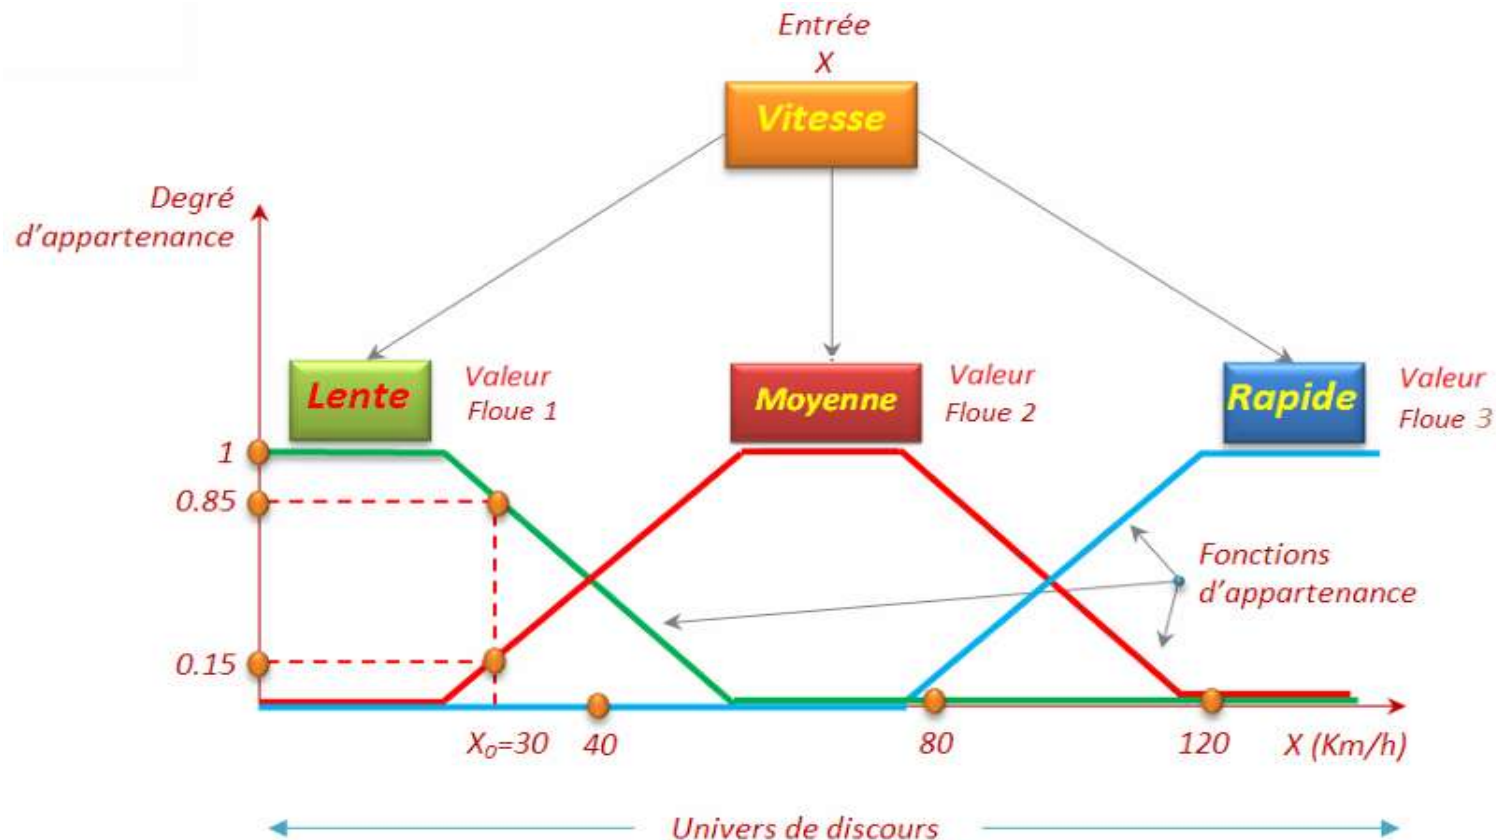 Entrée
X
Vitesse
Degré
d'appartenance
Lente
Valeur
Floue 1
Moyenne
Valeur
Floue 2
Rapide
Valeur
Floue 3
1
0.85
Fonctions
d'appartenance
0.15
X₀=30
40
80
120
X (Km/h)
Univers de discours